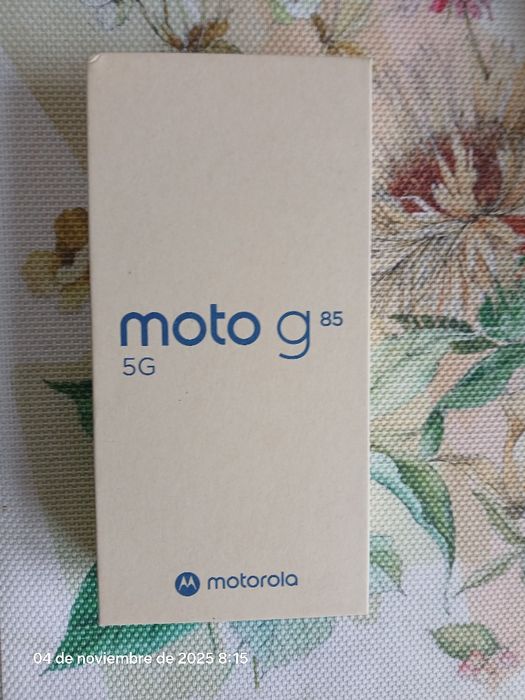 moto g 85
5G
motorola
04 de noviembre de 2025 8:15